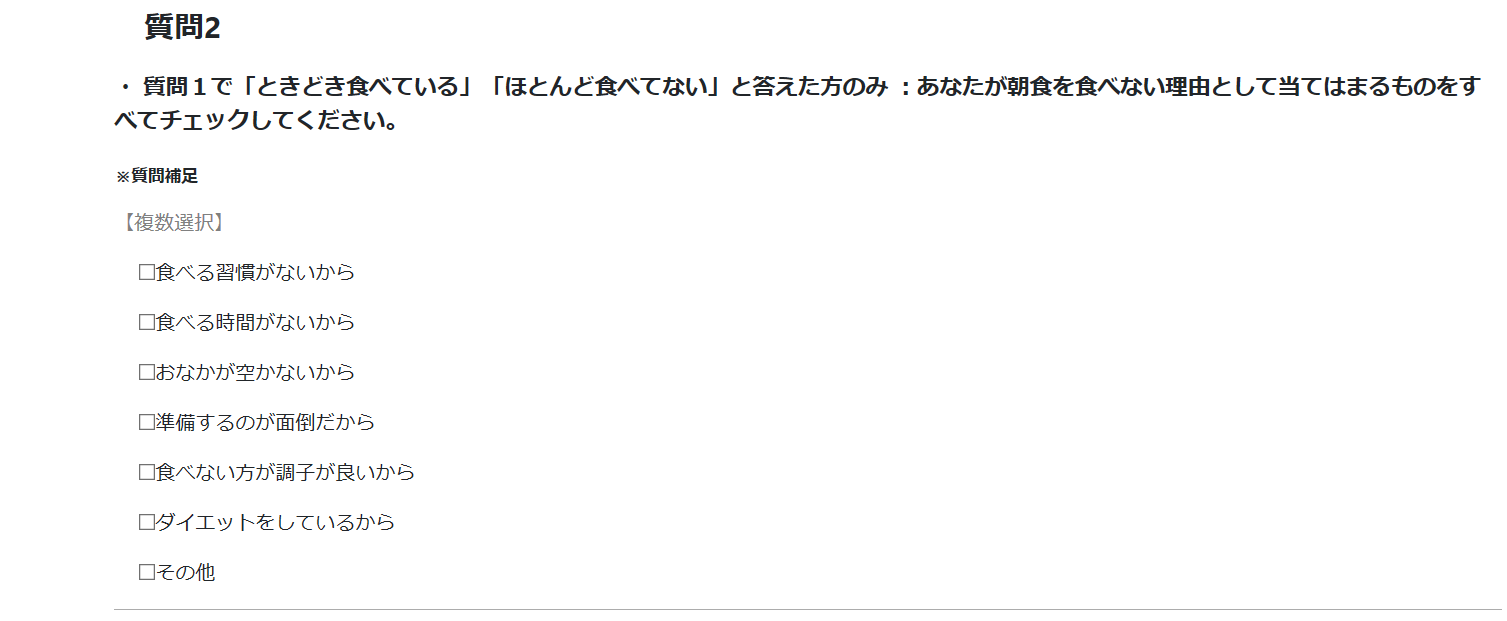 質問2
・ 質問１で「ときどき食べている」「ほとんど食べてない」と答えた方のみ ：あなたが朝食を食べない理由として当てはまるものをす
べてチェックしてください。
※質問補足
【複数選択】
□食べる習慣がないから
□食べる時間がないから
□おなかが空かないから
□準備するのが面倒だから
□食べない方が調子が良いから
□ダイエットをしているから
□その他